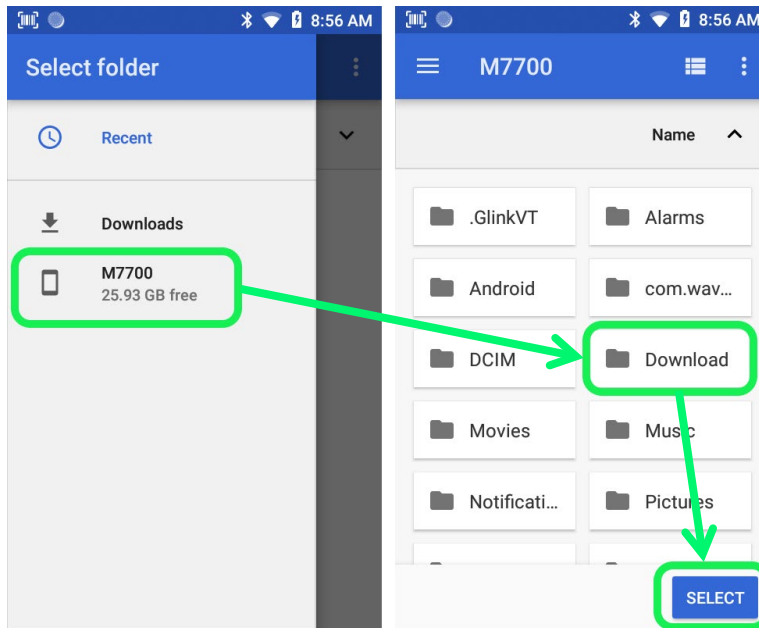 8:56 AM
Select folder
Recent
Downloads
M7700
25.93 GB free
8:56 AM
M7700
Name
.GlinkVT
Alarms
Android
com.wav...
DCIM
Download
Movies
Music
Notificati...
Pictures
SELECT